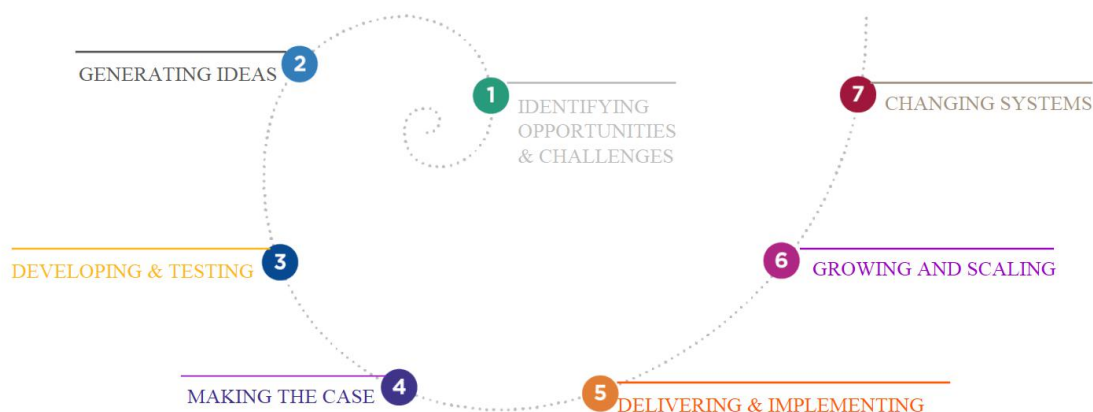 1
IDENTIFYING
OPPORTUNITIES
& CHALLENGES
2
GENERATING IDEAS
3
DEVELOPING & TESTING
4
MAKING THE CASE
5
DELIVERING & IMPLEMENTING
6
GROWING AND SCALING
7
CHANGING SYSTEMS